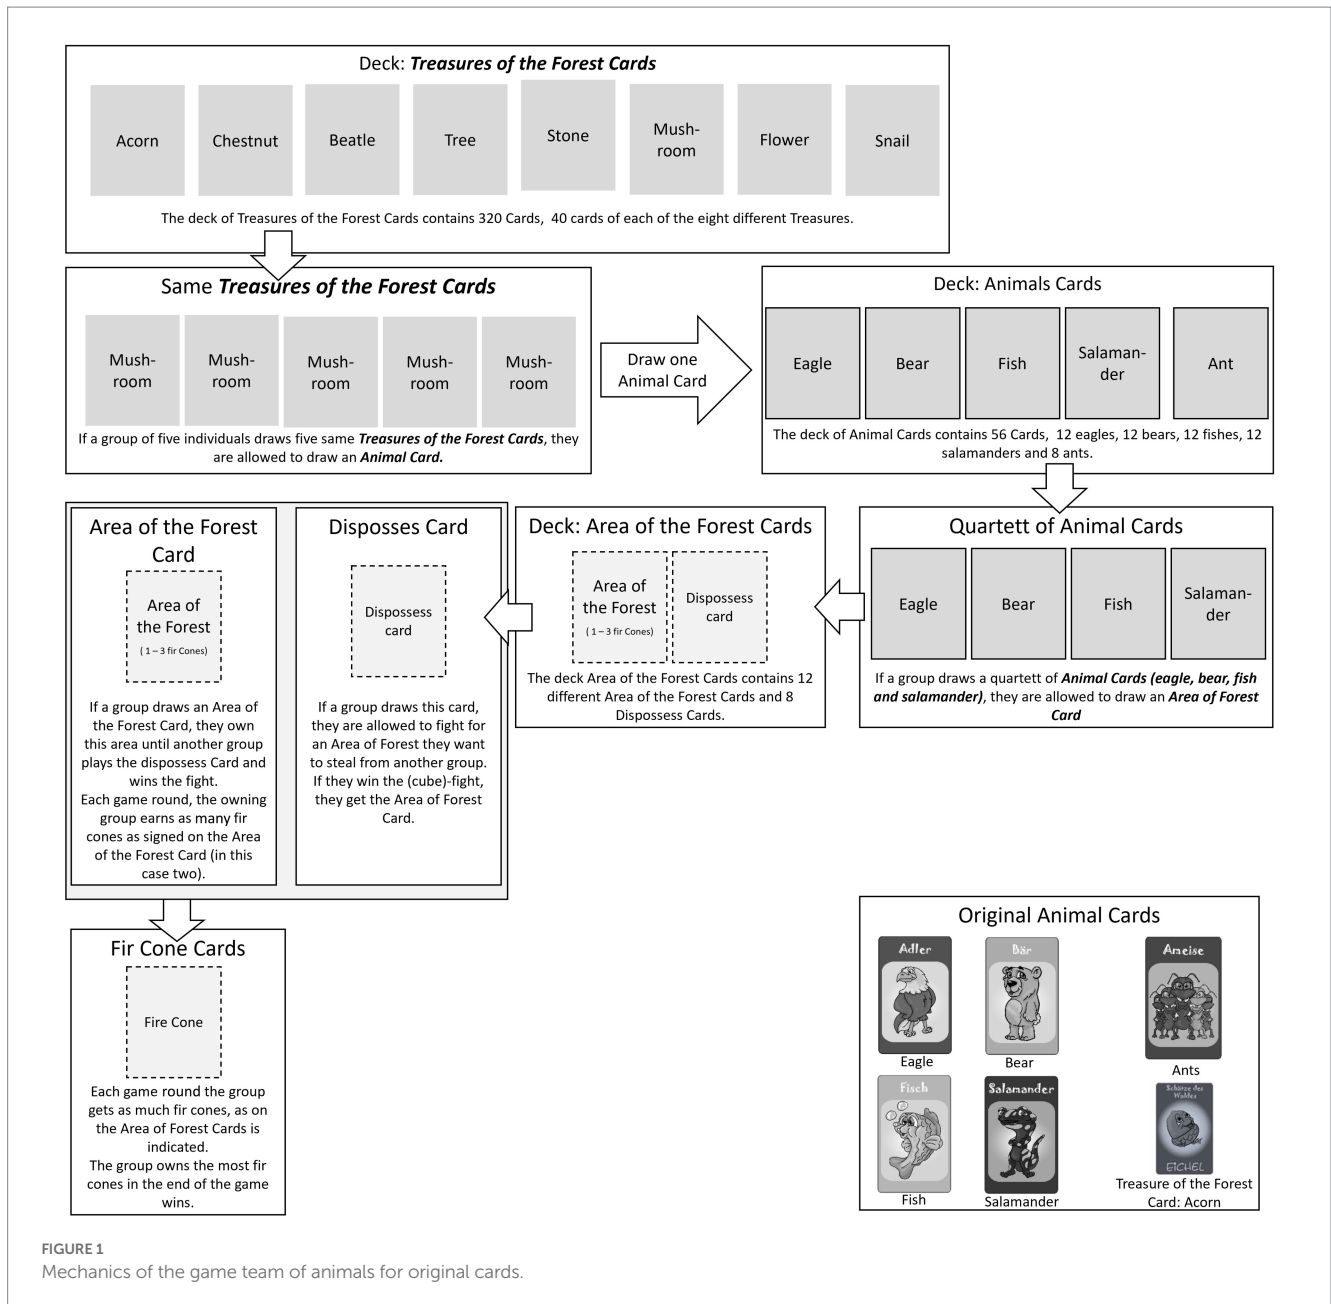 Deck: Treasures of the Forest Cards
Acorn
Chestnut
Beatle
Tree
Stone
Mush-
room
Flower
Snail
The deck of Treasures of the Forest Cards contains 320 Cards, 40 cards of each of the eight different Treasures.
Same Treasures of the Forest Cards
Mush-
room
Mush-
room
Mush-
room
Mush-
room
Mush-
room
If a group of five individuals draws five same Treasures of the Forest Cards, they
are allowed to draw an Animal Card.
Draw one
Animal Card
Deck: Animals Cards
Eagle
Bear
Fish
Salaman-
der
Ant
The deck of Animal Cards contains 56 Cards, 12 eagles, 12 bears, 12 fishes, 12
salamanders and 8 ants.
Quartett of Animal Cards
Eagle
Bear
Fish
Salaman-
der
If a group draws a quartett of Animal Cards (eagle, bear, fish
and salamander), they are allowed to draw an Area of Forest
Card
Deck: Area of the Forest Cards
Area of
the Forest
( 1 – 3 fir Cones)
Dispossess
card
The deck Area of the Forest Cards contains 12
different Area of the Forest Cards and 8
Dispossess Cards.
Area of the Forest
Card
Area of
the Forest
( 1 – 3 fir Cones)
If a group draws an Area of
the Forest Card, they own
this area until another group
plays the dispossess Card and
wins the fight.
Each game round, the owning
group earns as many fir
cones as signed on the Area
of the Forest Card (in this
case two).
Disposses Card
Dispossess
card
If a group draws this card,
they are allowed to fight for
an Area of Forest they want
to steal from another group.
If they win the (cube)-fight,
they get the Area of Forest
Card.
Fir Cone Cards
Fire Cone
Each game round the group
gets as much fir cones, as on
the Area of Forest Cards is
indicated.
The group owns the most fir
cones in the end of the game
wins.
Original Animal Cards
Adler
Eagle
Bär
Bear
Ameise
Ants
Fisch
Fish
Salamander
Salamander
Schätze des
Waldes
EICHEL
Treasure of the Forest
Card: Acorn
FIGURE 1
Mechanics of the game team of animals for original cards.